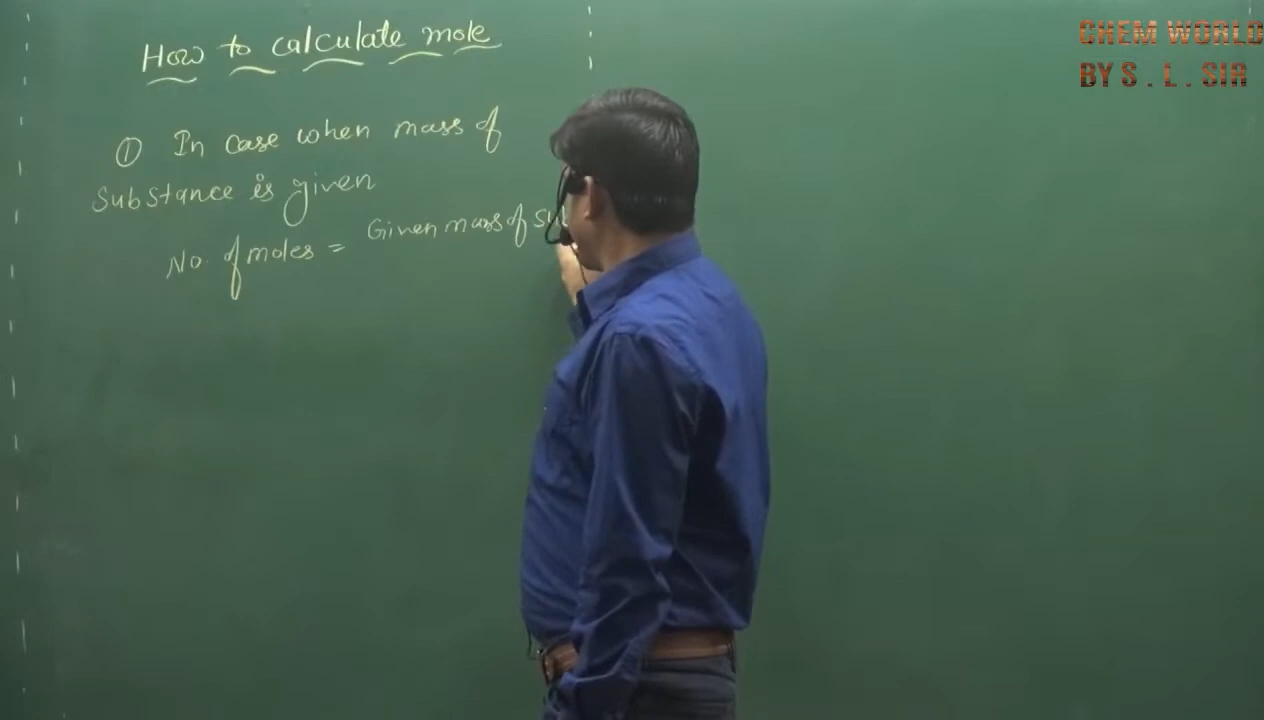 How to calculate mole
① In case when mass of
Substance is given
No. of moles = Given mass of
CHEM WORLD
BY S. L. SIR